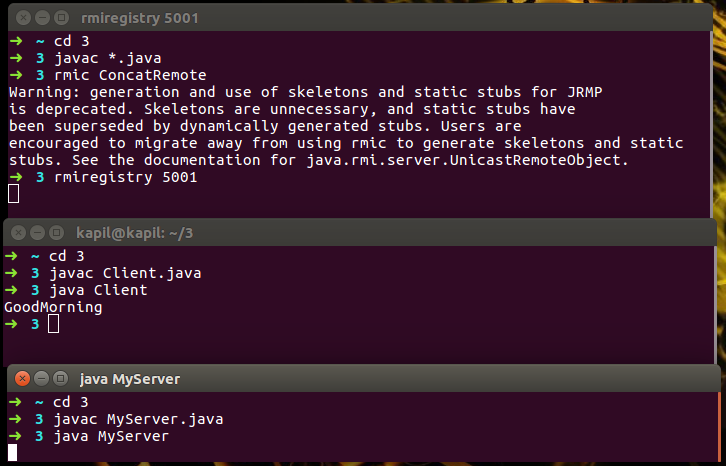 rmiregistry 5001
➜ ~ cd 3
➜ 3 javac *.java
➜ 3 rmic ConcatRemote
Warning: generation and use of skeletons and static stubs for JRMP
is deprecated. Skeletons are unnecessary, and static stubs have
been superseded by dynamically generated stubs. Users are
encouraged to migrate away from using rmic to generate skeletons and static
stubs. See the documentation for java.rmi.server.UnicastRemoteObject.
➜ 3 rmiregistry 5001
kapil@kapil: ~/3
➜ ~ cd 3
➜ 3 javac Client.java
➜ 3 java Client
GoodMorning
➜ 3
java MyServer
➜ ~ cd 3
➜ 3 javac MyServer.java
➜ 3 java MyServer